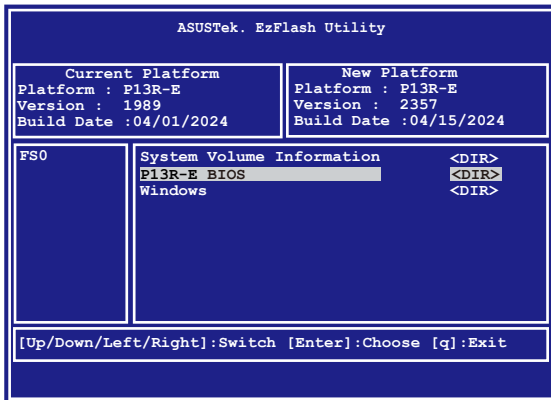 ASUSTek. EzFlash Utility
Current Platform
Platform : P13R-E
Version : 1989
Build Date :04/01/2024
New Platform
Platform : P13R-E
Version : 2357
Build Date :04/15/2024
FS0
System Volume Information <DIR>
P13R-E BIOS <DIR>
Windows <DIR>
[Up/Down/Left/Right]:Switch [Enter]:Choose [q]:Exit